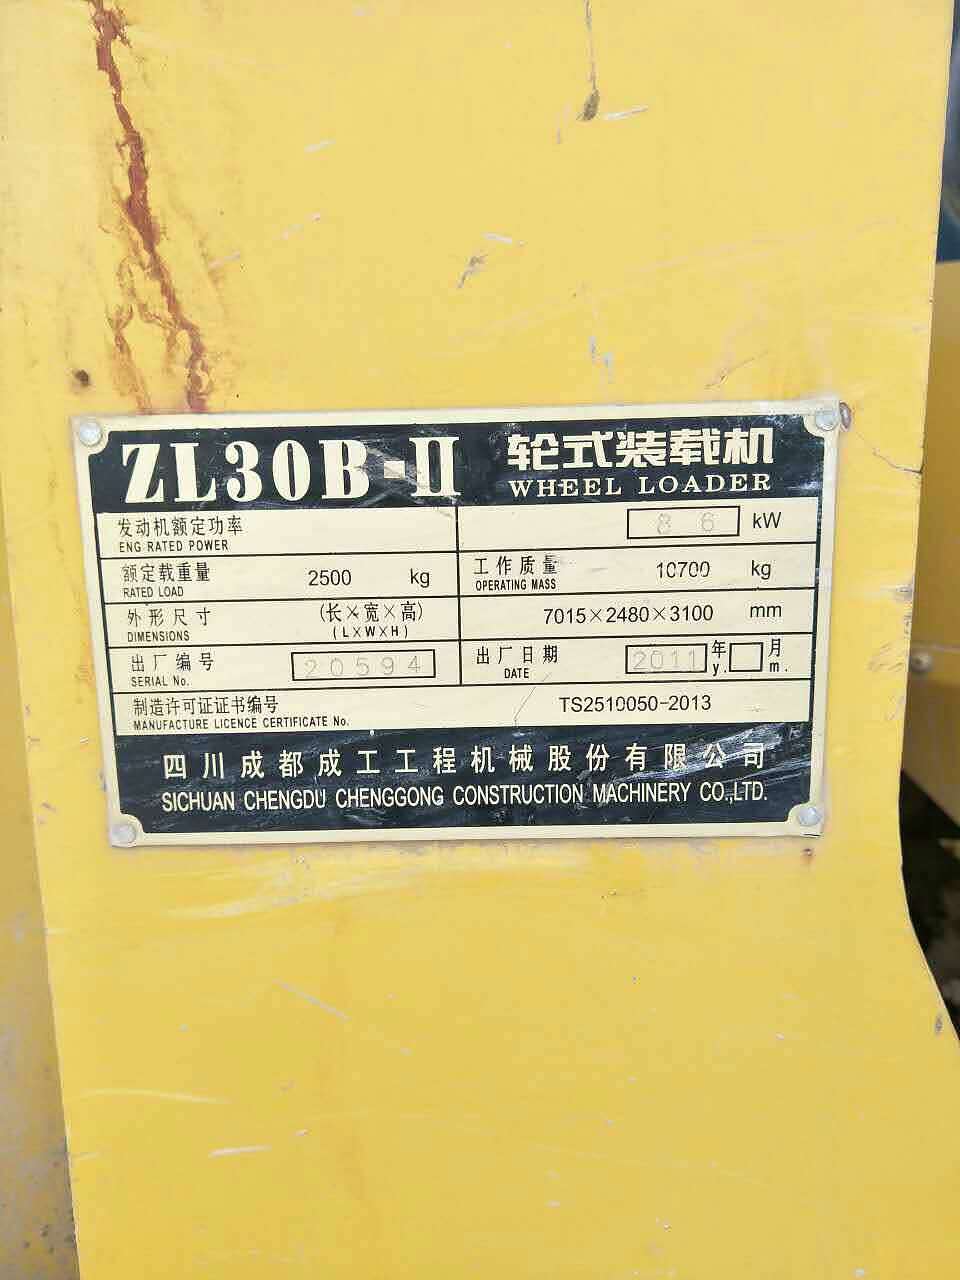 ZL30B-II 轮式装载机
WHEEL LOADER
发动机额定功率 86 kW
ENG RATED POWER
额定载重量 2500 kg 工作质量 10700 kg
RATED LOAD OPERATING MASS
外形尺寸 (长×宽×高) 7015×2480×3100 mm
DIMENSIONS (L×W×H)
出厂编号 20594 出厂日期 2011 年 月
SERIAL No. DATE y. m.
制造许可证证书编号 TS2510050-2013
MANUFACTURE LICENCE CERTIFICATE No.
四川成都成工工程机械股份有限公司
SICHUAN CHENGDU CHENGGONG CONSTRUCTION MACHINERY CO.,LTD.